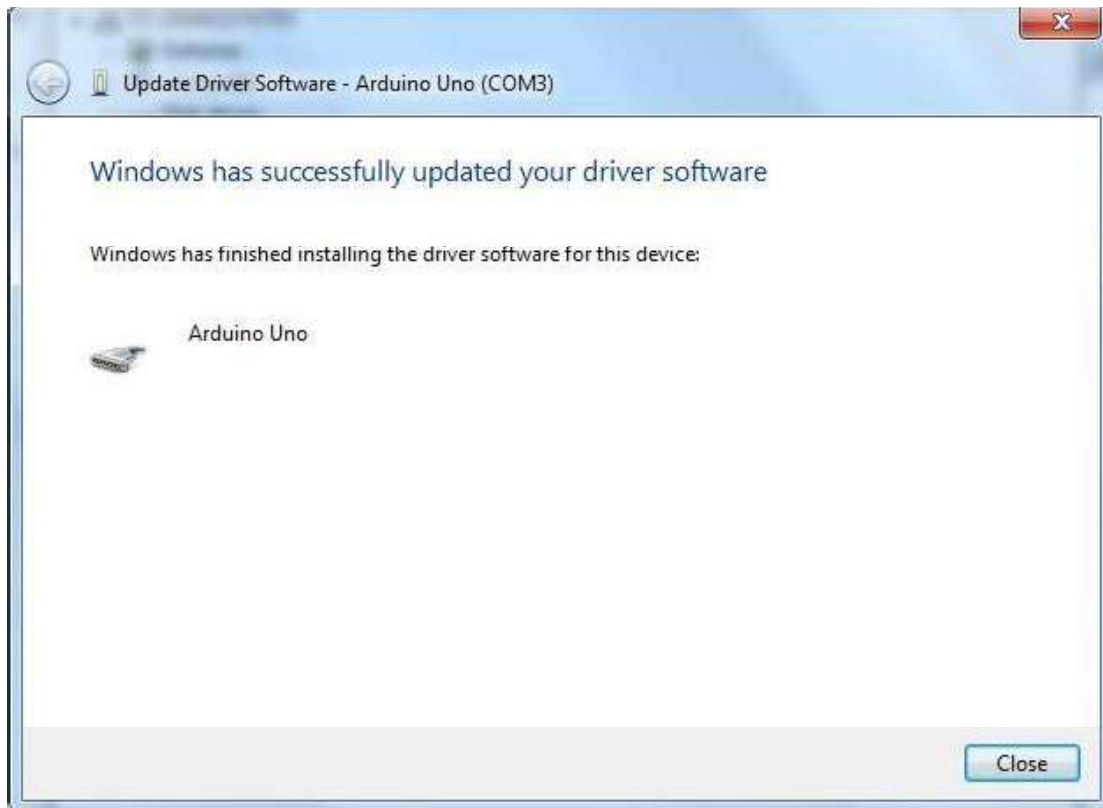 Update Driver Software - Arduino Uno (COM3)
Windows has successfully updated your driver software
Windows has finished installing the driver software for this device:
Arduino Uno
Close